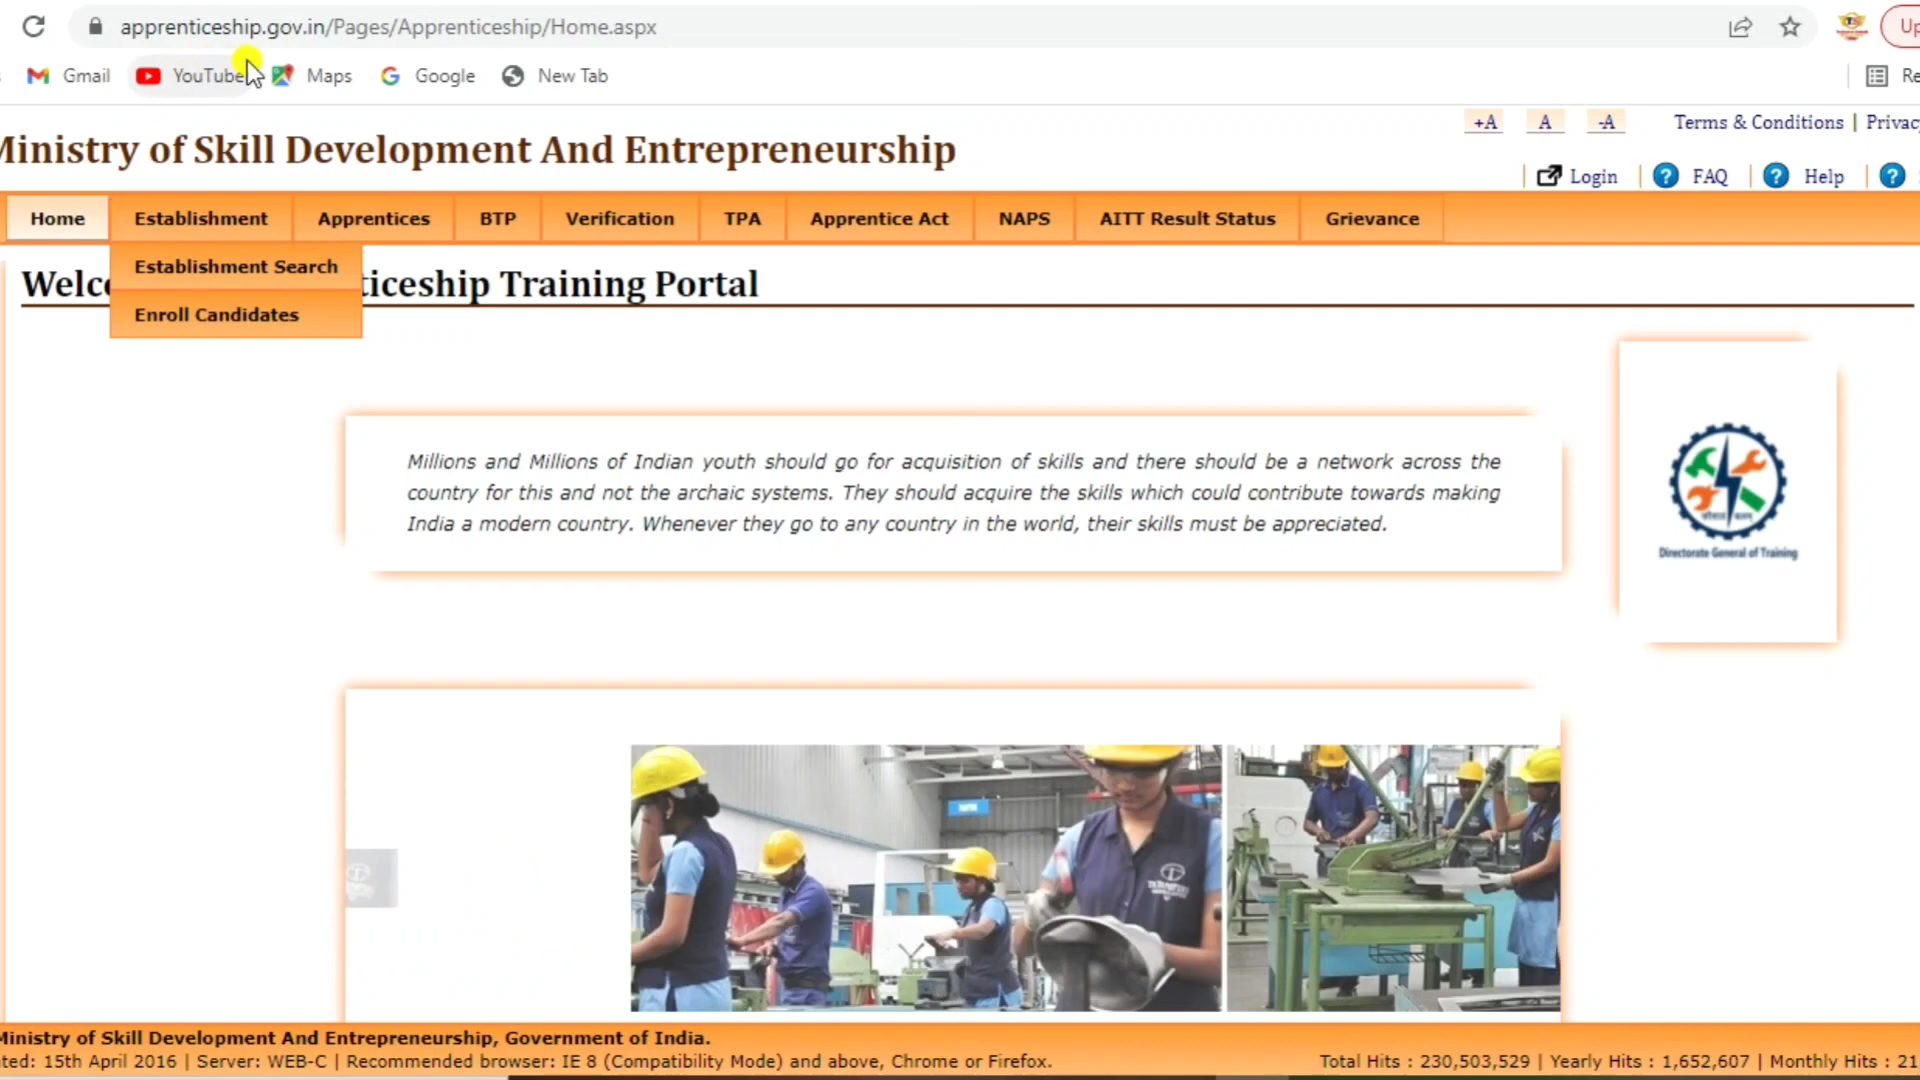 apprenticeship.gov.in/Pages/Apprenticeship/Home.aspx
Gmail YouTube Maps Google New Tab
+A A -A Terms & Conditions |
Ministry of Skill Development And Entrepreneurship
Login FAQ Help
Home Establishment Apprentices BTP Verification TPA Apprentice Act NAPS AITT Result Status Grievance
Establishment Search
Training Portal
Enroll Candidates
Millions and Millions of Indian youth should go for acquisition of skills and there should be a network across the
country for this and not the archaic systems. They should acquire the skills which could contribute towards making
India a modern country. Whenever they go to any country in the world, their skills must be appreciated.
Directorate General of Training
Ministry of Skill Development And Entrepreneurship, Government of India.
15th April 2016 | Server: WEB-C | Recommended browser: IE 8 (Compatibility Mode) and above, Chrome or Firefox.
Total Hits : 230,503,529 | Yearly Hits : 1,652,607 | Monthly Hits : 21